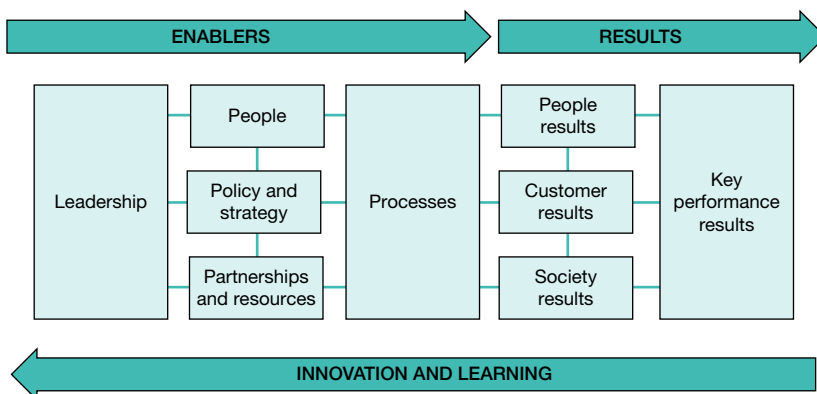 ENABLERS
RESULTS
Leadership
People
Policy and
strategy
Partnerships
and resources
Processes
People
results
Customer
results
Society
results
Key
performance
results
INNOVATION AND LEARNING